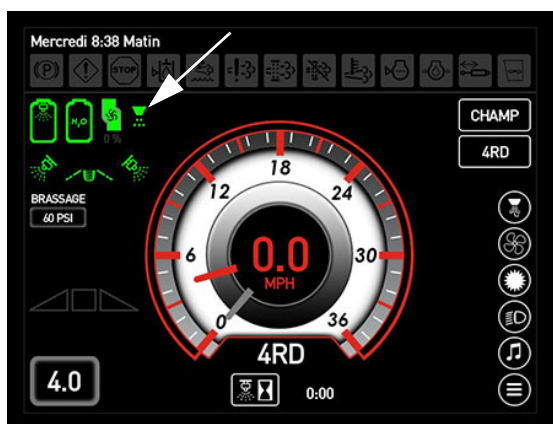 Mercredi 8:38 Matin
(P) STOP
H₂O
0 %
CHAMP
4RD
BRASSAGE
60 PSI
0 6 12 18 24 30 36
0.0
MPH
4RD
4.0
0:00